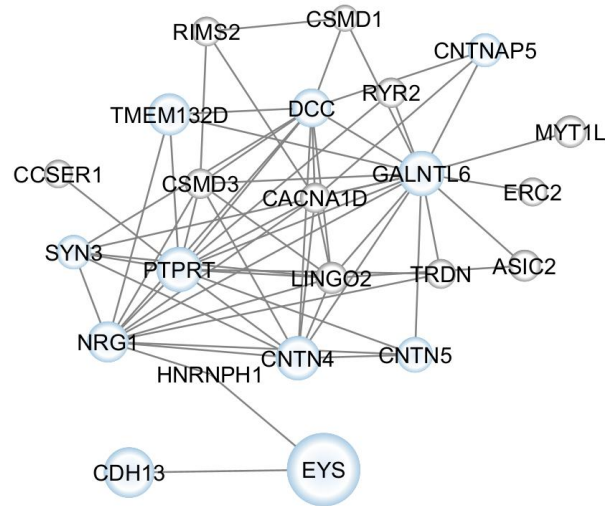 RIMS2
CSMD1
CNTNAP5
TMEM132D
DCC
RYR2
MYT1L
CCSER1
CSMD3
CACNA1D
GALNTL6
ERC2
SYN3
PTPRT
LINGO2
TRDN
ASIC2
NRG1
HNRNPH1
CNTN4
CNTN5
CDH13
EYS